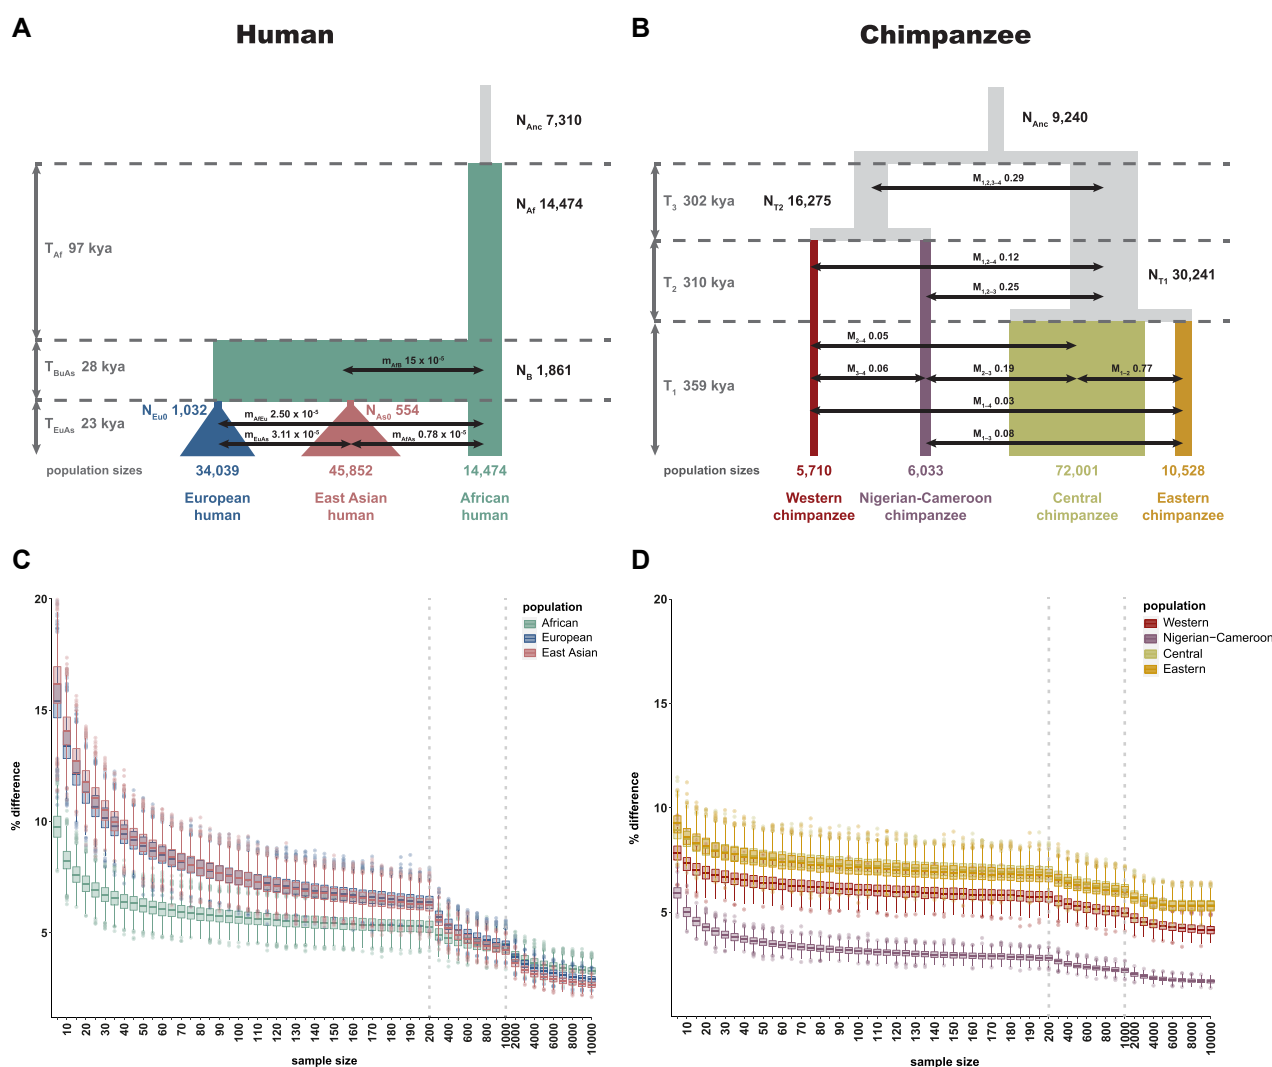 A
Human
N_Anc 7,310
N_Af 14,474
T_Af 97 kya
T_BuAs 28 kya
m_AfB 15 x 10^-5
N_B 1,861
T_EuAs 23 kya
N_Eu0 1,032
m_AfEu 2.50 x 10^-5
N_As0 554
m_EuAs 3.11 x 10^-5
m_AfAs 0.78 x 10^-5
population sizes
34,039
45,852
14,474
European human
East Asian human
African human
B
Chimpanzee
N_Anc 9,240
T_3 302 kya
N_T2 16,275
M_1,2,3–4 0.29
T_2 310 kya
M_1,2–4 0.12
M_1,2–3 0.25
N_T1 30,241
T_1 359 kya
M_2–4 0.05
M_3–4 0.06
M_2–3 0.19
M_1–2 0.77
M_1–4 0.03
M_1–3 0.08
population sizes
5,710
6,033
72,001
10,528
Western chimpanzee
Nigerian-Cameroon chimpanzee
Central chimpanzee
Eastern chimpanzee
C
% difference
20
15
10
5
population
African
European
East Asian
10 20 30 40 50 60 70 80 90 100 110 120 130 140 150 160 170 180 190 200 400 600 800 1000 2000 4000 6000 8000 10000
sample size
D
% difference
20
15
10
5
population
Western
Nigerian−Cameroon
Central
Eastern
10 20 30 40 50 60 70 80 90 100 110 120 130 140 150 160 170 180 190 200 400 600 800 1000 2000 4000 6000 8000 10000
sample size